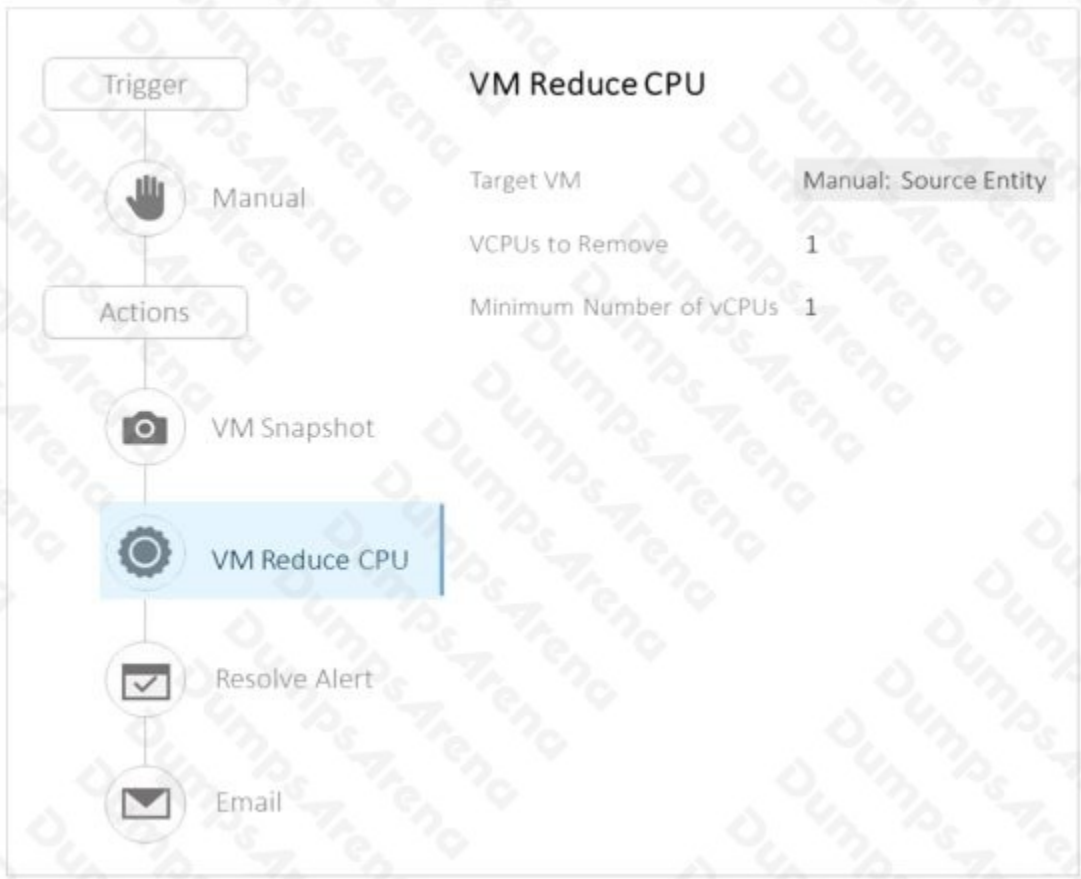 Trigger
Manual
Actions
VM Snapshot
VM Reduce CPU
Resolve Alert
Email
VM Reduce CPU
Target VM Manual: Source Entity
VCPUs to Remove 1
Minimum Number of vCPUs 1
DumpsArena